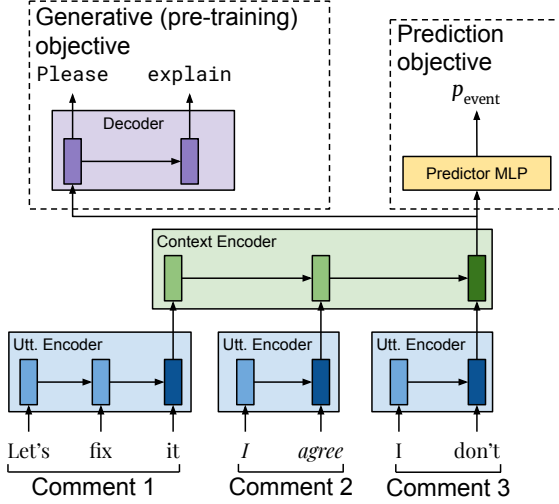 Generative (pre-training)
objective
Please explain
Decoder
Prediction
objective
p_event
Predictor MLP
Context Encoder
Utt. Encoder Utt. Encoder Utt. Encoder
Let's fix it I agree I don't
Comment 1 Comment 2 Comment 3